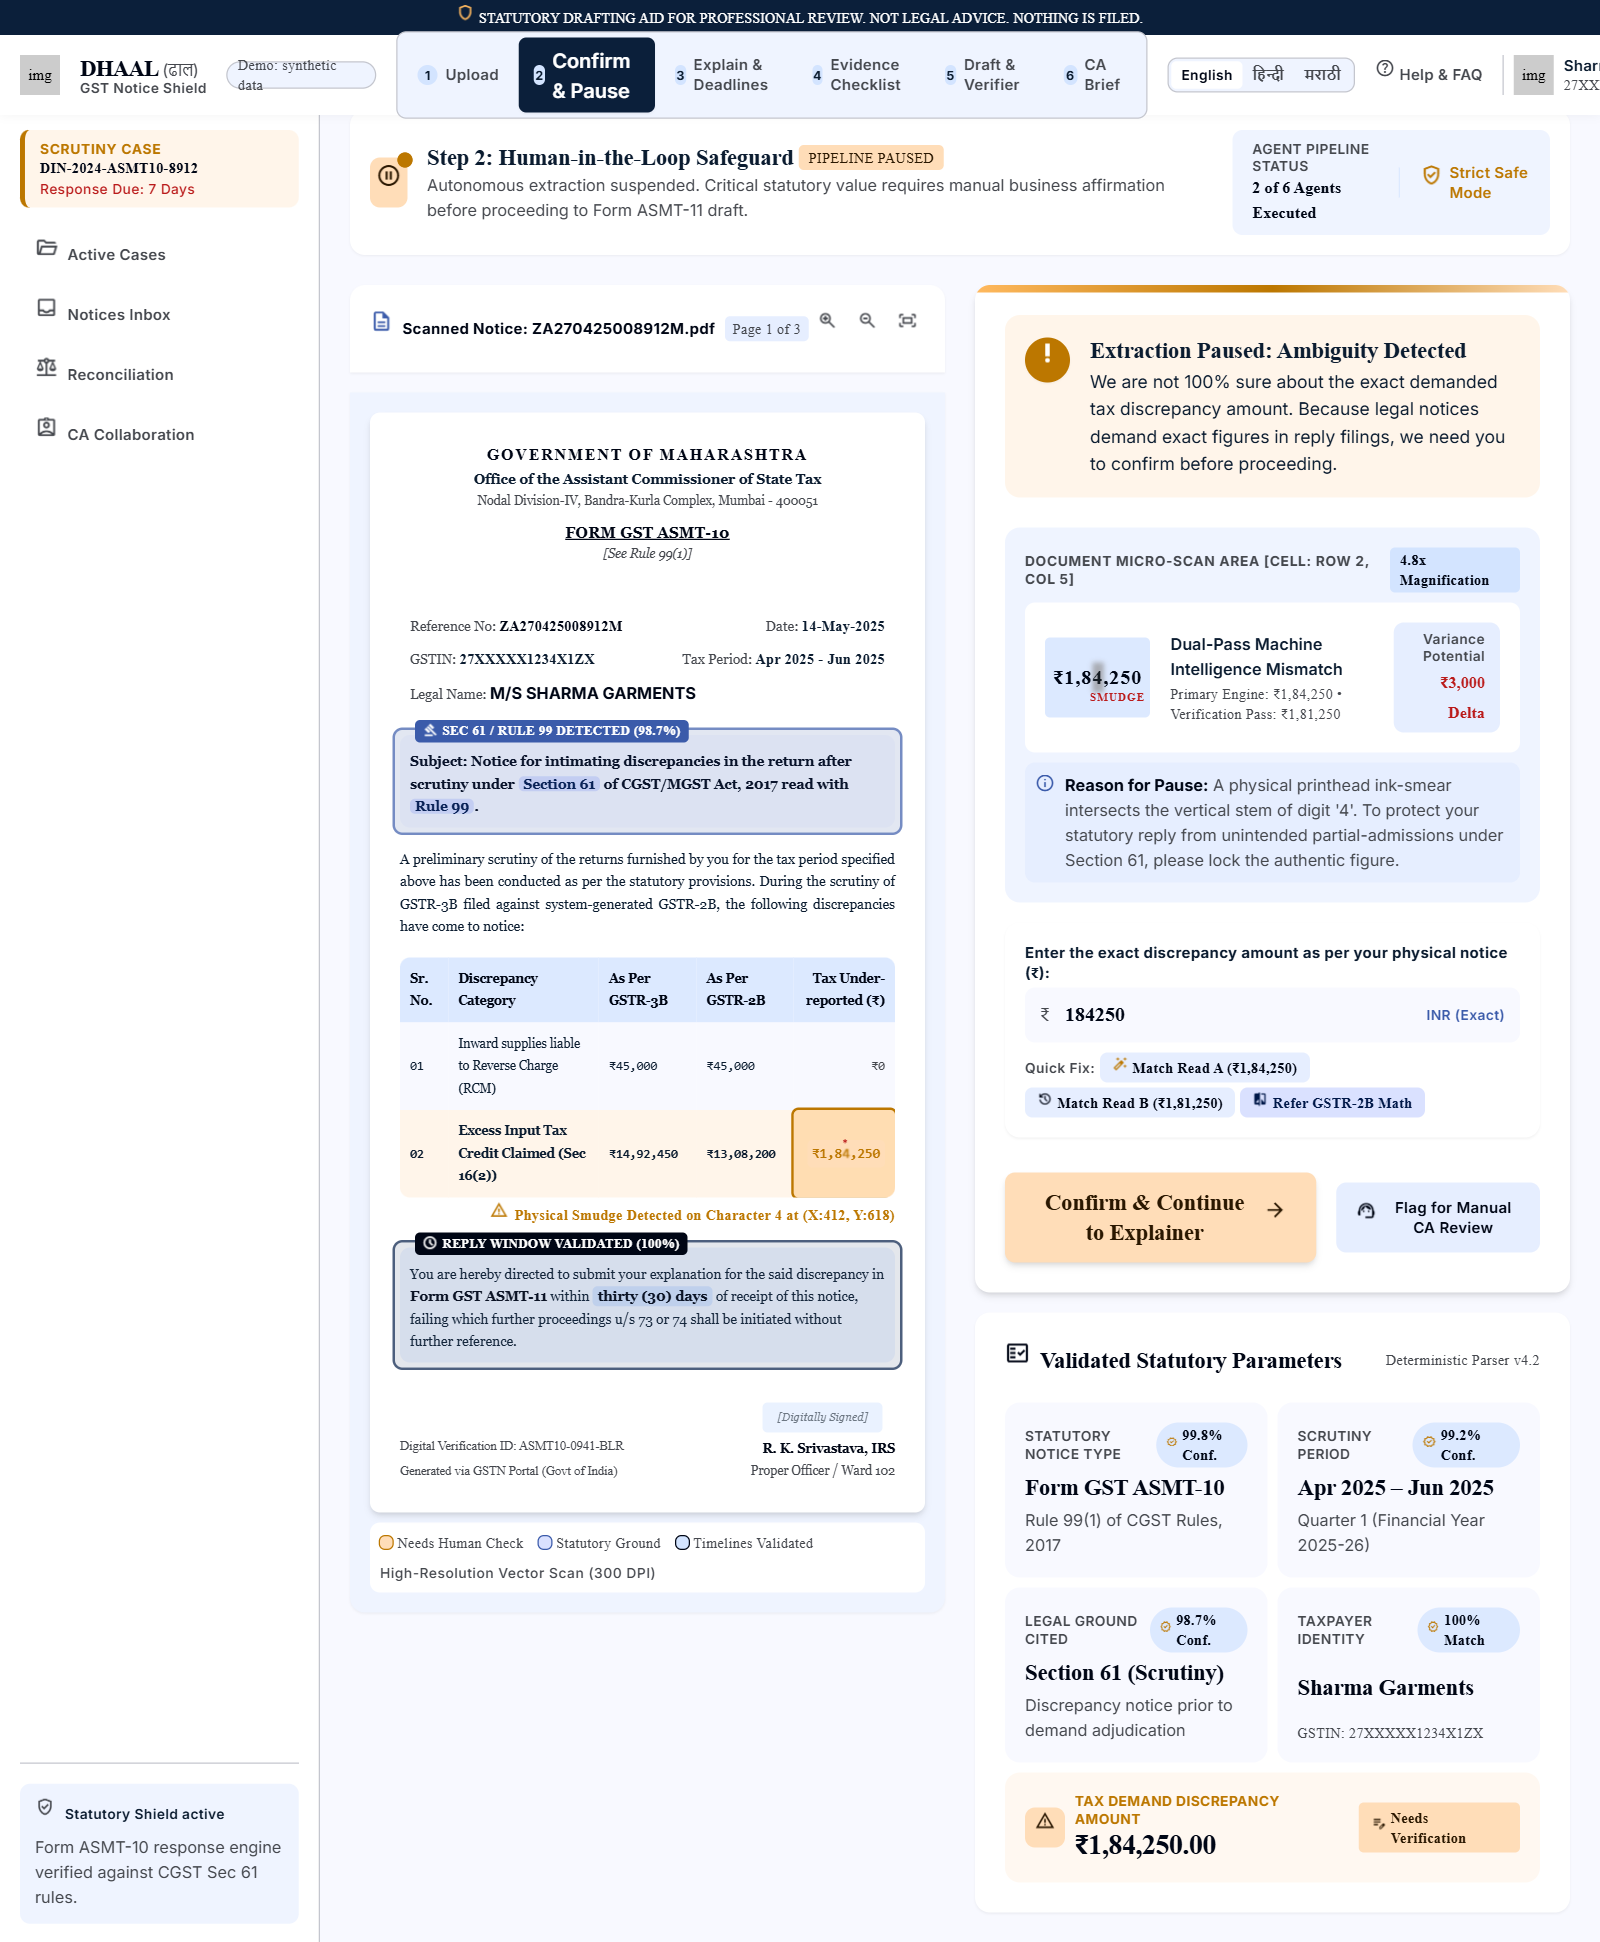 STATUTORY DRAFTING AID FOR PROFESSIONAL REVIEW. NOT LEGAL ADVICE. NOTHING IS FILED.
img
DHAAL (ढाल)
GST Notice Shield
Demo: synthetic
data
1 Upload
2 Confirm
& Pause
3 Explain &
Deadlines
4 Evidence
Checklist
5 Draft &
Verifier
6 CA
Brief
English हिन्दी मराठी
Help & FAQ
img
Shar
27XX
SCRUTINY CASE
DIN-2024-ASMT10-8912
Response Due: 7 Days
Active Cases
Notices Inbox
Reconciliation
CA Collaboration
Statutory Shield active
Form ASMT-10 response engine
verified against CGST Sec 61
rules.
Step 2: Human-in-the-Loop Safeguard PIPELINE PAUSED
Autonomous extraction suspended. Critical statutory value requires manual business affirmation
before proceeding to Form ASMT-11 draft.
AGENT PIPELINE
STATUS
2 of 6 Agents
Executed
Strict Safe
Mode
Scanned Notice: ZA270425008912M.pdf Page 1 of 3
GOVERNMENT OF MAHARASHTRA
Office of the Assistant Commissioner of State Tax
Nodal Division-IV, Bandra-Kurla Complex, Mumbai - 400051
FORM GST ASMT-10
[See Rule 99(1)]
Reference No: ZA270425008912M Date: 14-May-2025
GSTIN: 27XXXXX1234X1ZX Tax Period: Apr 2025 - Jun 2025
Legal Name: M/S SHARMA GARMENTS
SEC 61 / RULE 99 DETECTED (98.7%)
Subject: Notice for intimating discrepancies in the return after
scrutiny under Section 61 of CGST/MGST Act, 2017 read with
Rule 99 .
A preliminary scrutiny of the returns furnished by you for the tax period specified
above has been conducted as per the statutory provisions. During the scrutiny of
GSTR-3B filed against system-generated GSTR-2B, the following discrepancies
have come to notice:
Sr.
No.
Discrepancy
Category
As Per
GSTR-3B
As Per
GSTR-2B
Tax Under-
reported (₹)
01
Inward supplies liable
to Reverse Charge
(RCM)
₹45,000
₹45,000
₹0
02
Excess Input Tax
Credit Claimed (Sec
16(2))
₹14,92,450
₹13,08,200
*
₹1,84,250
Physical Smudge Detected on Character 4 at (X:412, Y:618)
REPLY WINDOW VALIDATED (100%)
You are hereby directed to submit your explanation for the said discrepancy in
Form GST ASMT-11 within thirty (30) days of receipt of this notice,
failing which further proceedings u/s 73 or 74 shall be initiated without
further reference.
[Digitally Signed]
Digital Verification ID: ASMT10-0941-BLR
R. K. Srivastava, IRS
Generated via GSTN Portal (Govt of India)
Proper Officer / Ward 102
Needs Human Check Statutory Ground Timelines Validated
High-Resolution Vector Scan (300 DPI)
!
Extraction Paused: Ambiguity Detected
We are not 100% sure about the exact demanded
tax discrepancy amount. Because legal notices
demand exact figures in reply filings, we need you
to confirm before proceeding.
DOCUMENT MICRO-SCAN AREA [CELL: ROW 2,
COL 5]
4.8x
Magnification
₹1,84,250
SMUDGE
Dual-Pass Machine
Intelligence Mismatch
Primary Engine: ₹1,84,250 •
Verification Pass: ₹1,81,250
Variance
Potential
₹3,000
Delta
Reason for Pause: A physical printhead ink-smear
intersects the vertical stem of digit '4'. To protect your
statutory reply from unintended partial-admissions under
Section 61, please lock the authentic figure.
Enter the exact discrepancy amount as per your physical notice
(₹):
₹ 184250 INR (Exact)
Quick Fix: Match Read A (₹1,84,250)
Match Read B (₹1,81,250) Refer GSTR-2B Math
Confirm & Continue
to Explainer
Flag for Manual
CA Review
Validated Statutory Parameters Deterministic Parser v4.2
STATUTORY
NOTICE TYPE
99.8%
Conf.
Form GST ASMT-10
Rule 99(1) of CGST Rules,
2017
SCRUTINY
PERIOD
99.2%
Conf.
Apr 2025 – Jun 2025
Quarter 1 (Financial Year
2025-26)
LEGAL GROUND
CITED
98.7%
Conf.
Section 61 (Scrutiny)
Discrepancy notice prior to
demand adjudication
TAXPAYER
IDENTITY
100%
Match
Sharma Garments
GSTIN: 27XXXXX1234X1ZX
TAX DEMAND DISCREPANCY
AMOUNT
₹1,84,250.00
Needs
Verification